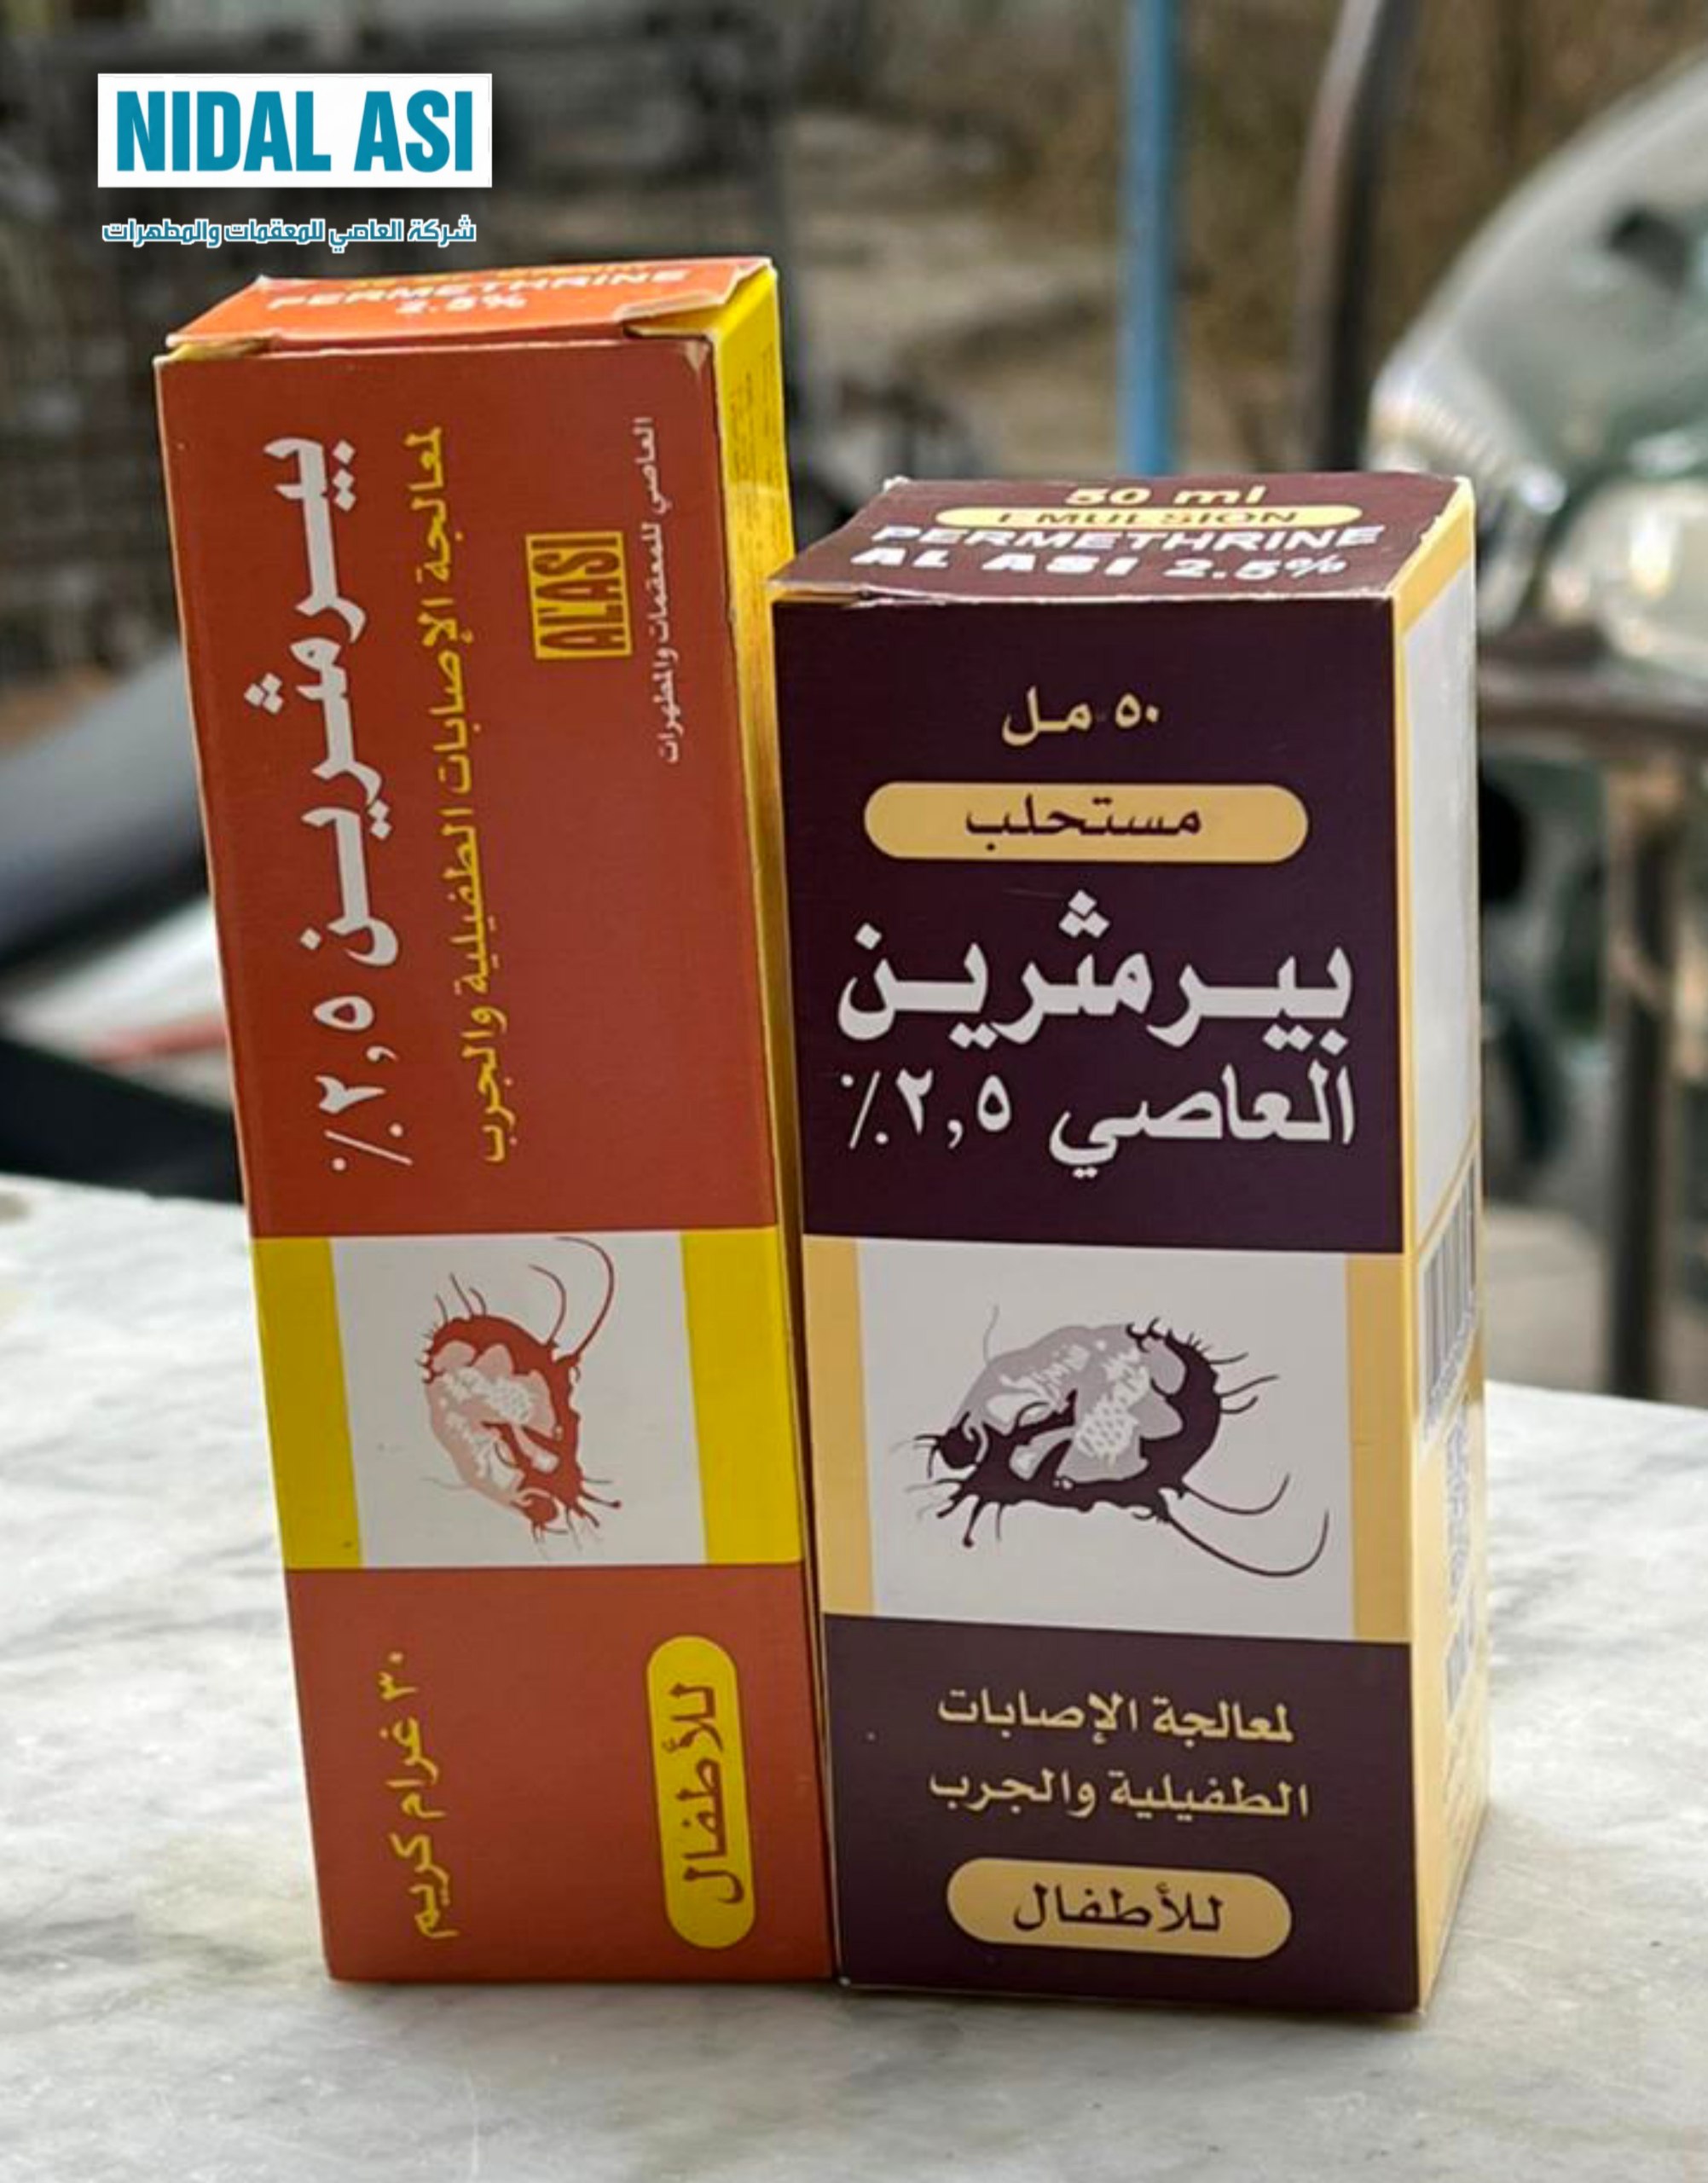 NIDAL ASI
شركة العاصي للمعقمات والمطهرات
PERMETHRINE
2.5%
بيرمثرين ٢,٥٪
لمعالجة الإصابات الطفيلية والجرب
AL'ASI
العاصي للمعقمات والمطهرات
٣٠ غرام كريم
للأطفال
50 ml
EMULSION
PERMETHRINE
AL ASI 2.5%
٥٠ مل
مستحلب
بيرمثرين
العاصي ٢,٥٪
لمعالجة الإصابات
الطفيلية والجرب
للأطفال